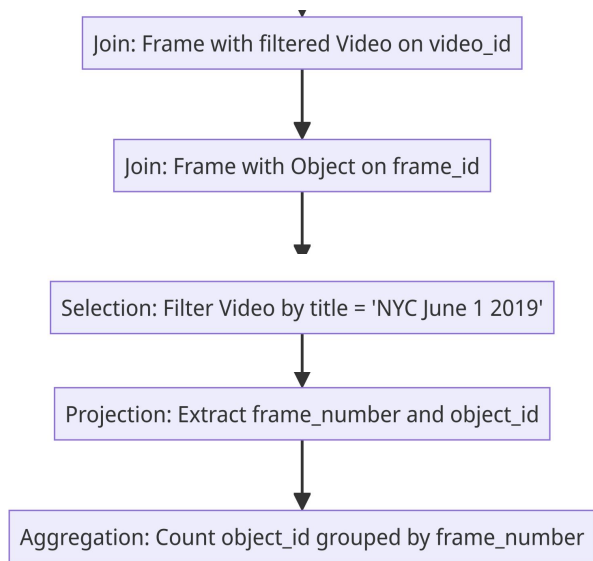 Join: Frame with filtered Video on video_id
Join: Frame with Object on frame_id
Selection: Filter Video by title = 'NYC June 1 2019'
Projection: Extract frame_number and object_id
Aggregation: Count object_id grouped by frame_number